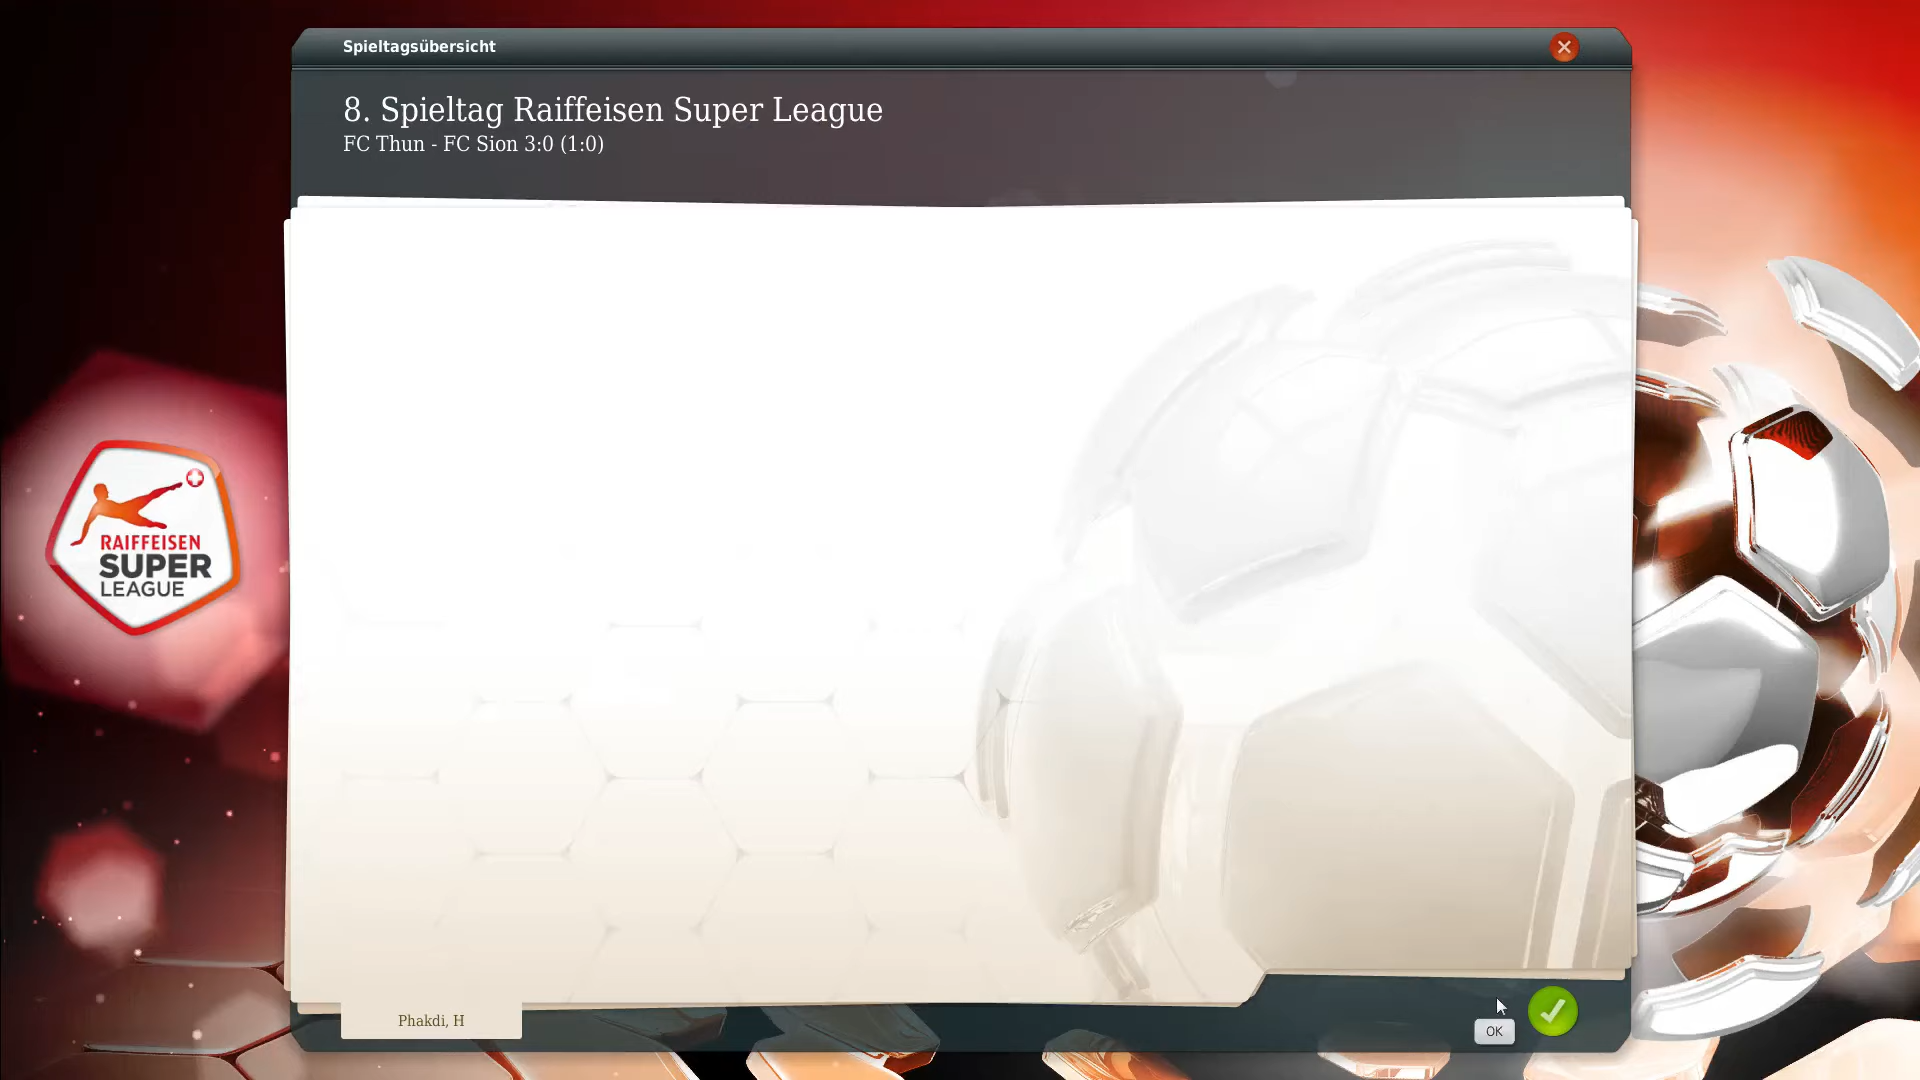 Spieltagsübersicht
8. Spieltag Raiffeisen Super League
FC Thun - FC Sion 3:0 (1:0)
RAIFFEISEN
SUPER
LEAGUE
Phakdi, H
OK